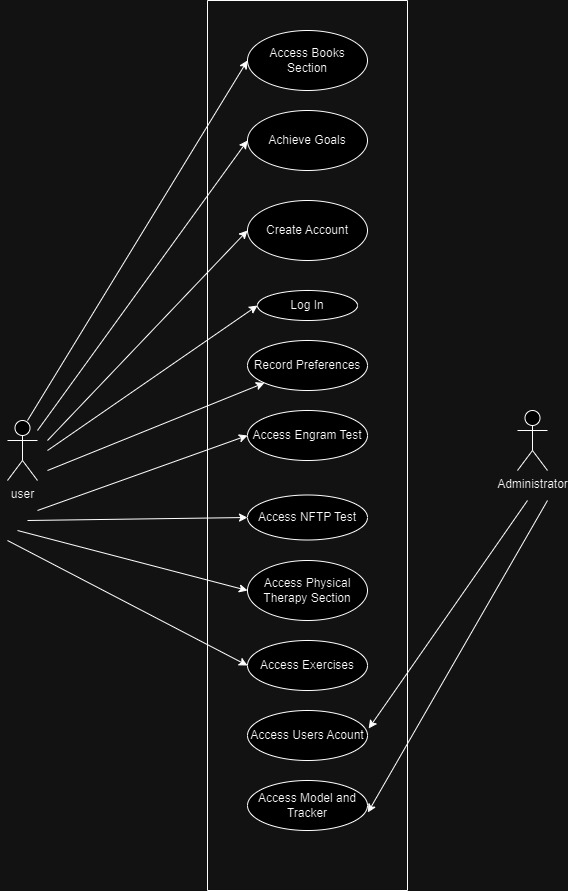 Access Books
Section
Achieve Goals
Create Account
Log In
Record Preferences
Access Engram Test
user
Administrator
Access NFTP Test
Access Physical
Therapy Section
Access Exercises
Access Users Acount
Access Model and
Tracker